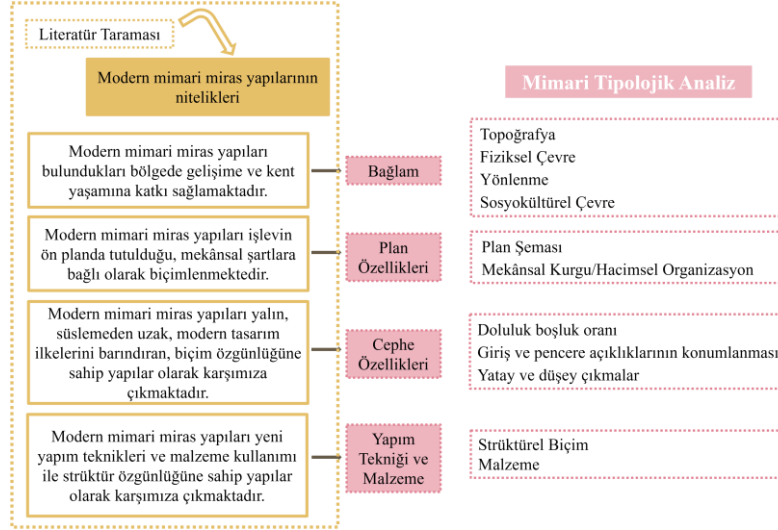 Literatür Taraması
Modern mimari miras yapılarının
nitelikleri
Mimari Tipolojik Analiz
Modern mimari miras yapıları
bulundukları bölgede gelişime ve kent
yaşamına katkı sağlamaktadır.
Bağlam
Topoğrafya
Fiziksel Çevre
Yönlenme
Sosyokültürel Çevre
Modern mimari miras yapıları işlevin
ön planda tutulduğu, mekânsal şartlara
bağlı olarak biçimlenmektedir.
Plan
Özellikleri
Plan Şeması
Mekânsal Kurgu/Hacimsel Organizasyon
Modern mimari miras yapıları yalın,
süslemeden uzak, modern tasarım
ilkelerini barındıran, biçim özgünlüğüne
sahip yapılar olarak karşımıza
çıkmaktadır.
Cephe
Özellikleri
Doluluk boşluk oranı
Giriş ve pencere açıklıklarının konumlanması
Yatay ve düşey çıkmalar
Modern mimari miras yapıları yeni
yapım teknikleri ve malzeme kullanımı
ile strüktür özgünlüğüne sahip yapılar
olarak karşımıza çıkmaktadır.
Yapım
Tekniği ve
Malzeme
Strüktürel Biçim
Malzeme